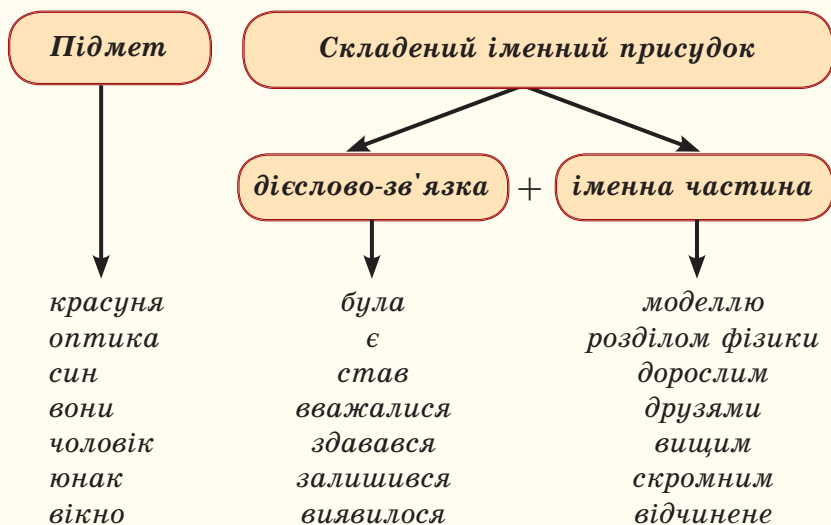 Підмет Складений іменний присудок
дієслово-зв'язка + іменна частина
красуня була моделлю
оптика є розділом фізики
син став дорослим
вони вважалися друзями
чоловік здавався вищим
юнак залишився скромним
вікно виявилося відчинене